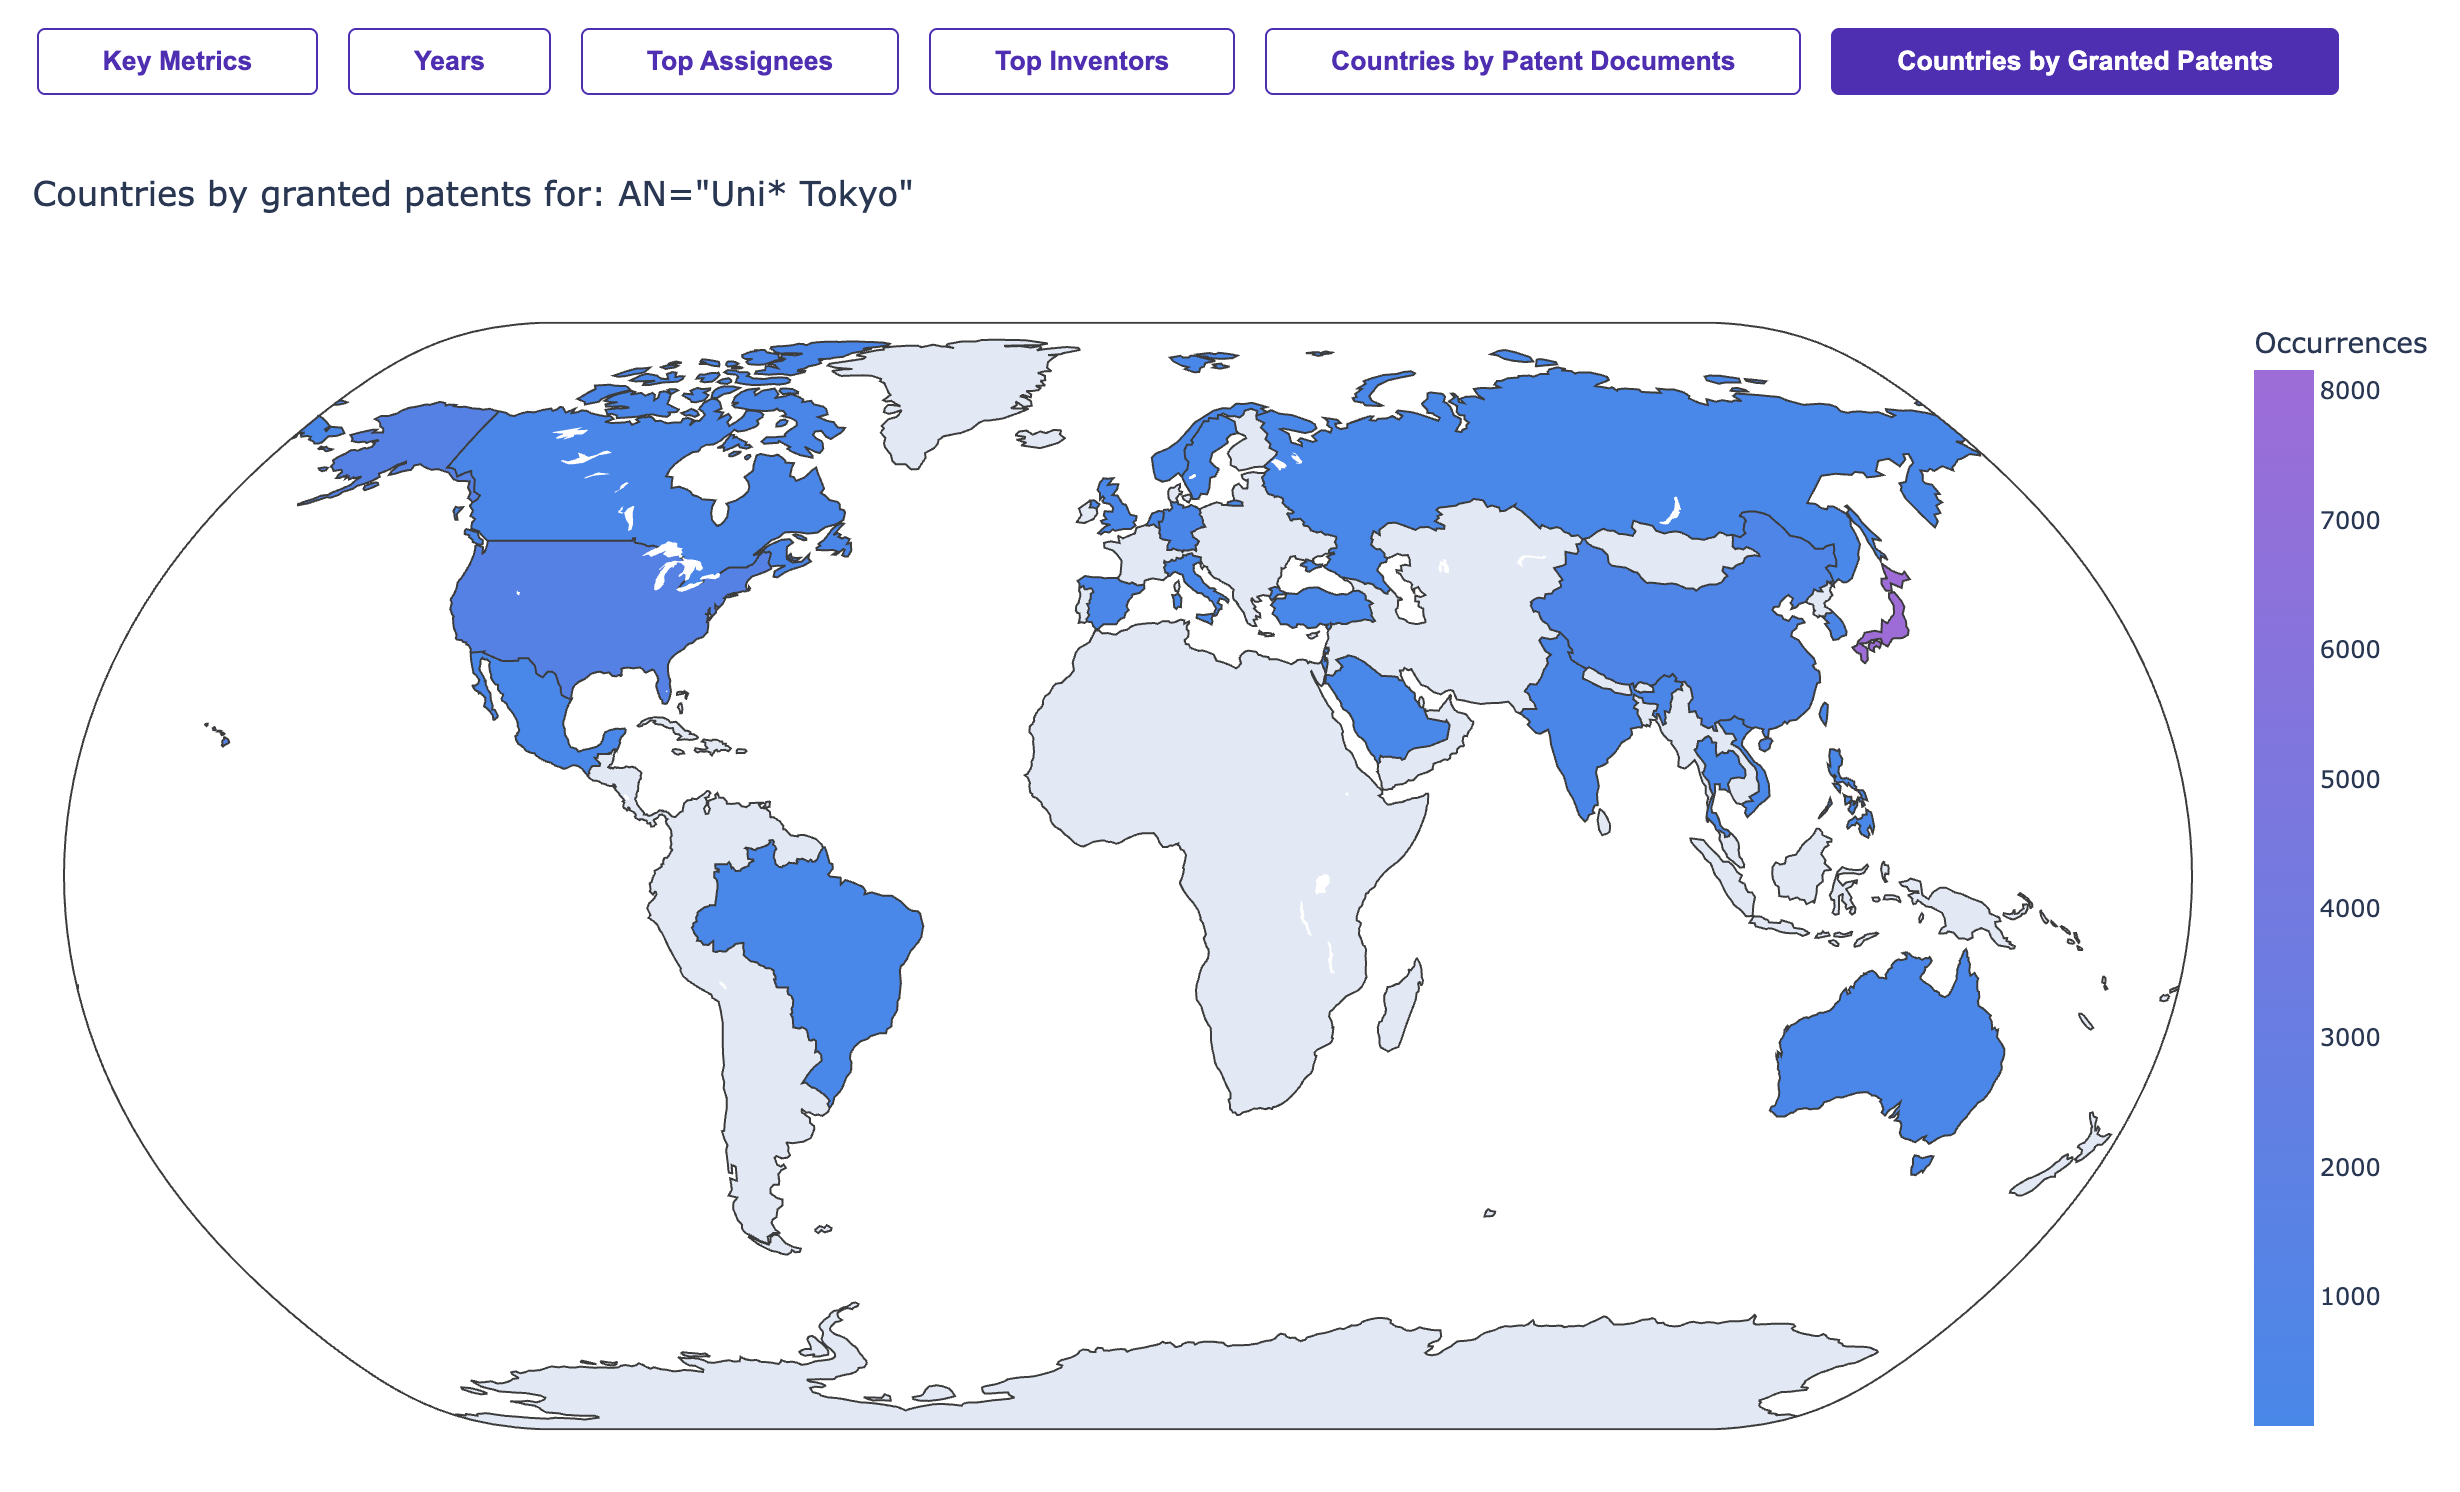 Key Metrics
Years
Top Assignees
Top Inventors
Countries by Patent Documents
Countries by Granted Patents
Countries by granted patents for: AN="Uni* Tokyo"
Occurrences
8000
7000
6000
5000
4000
3000
2000
1000